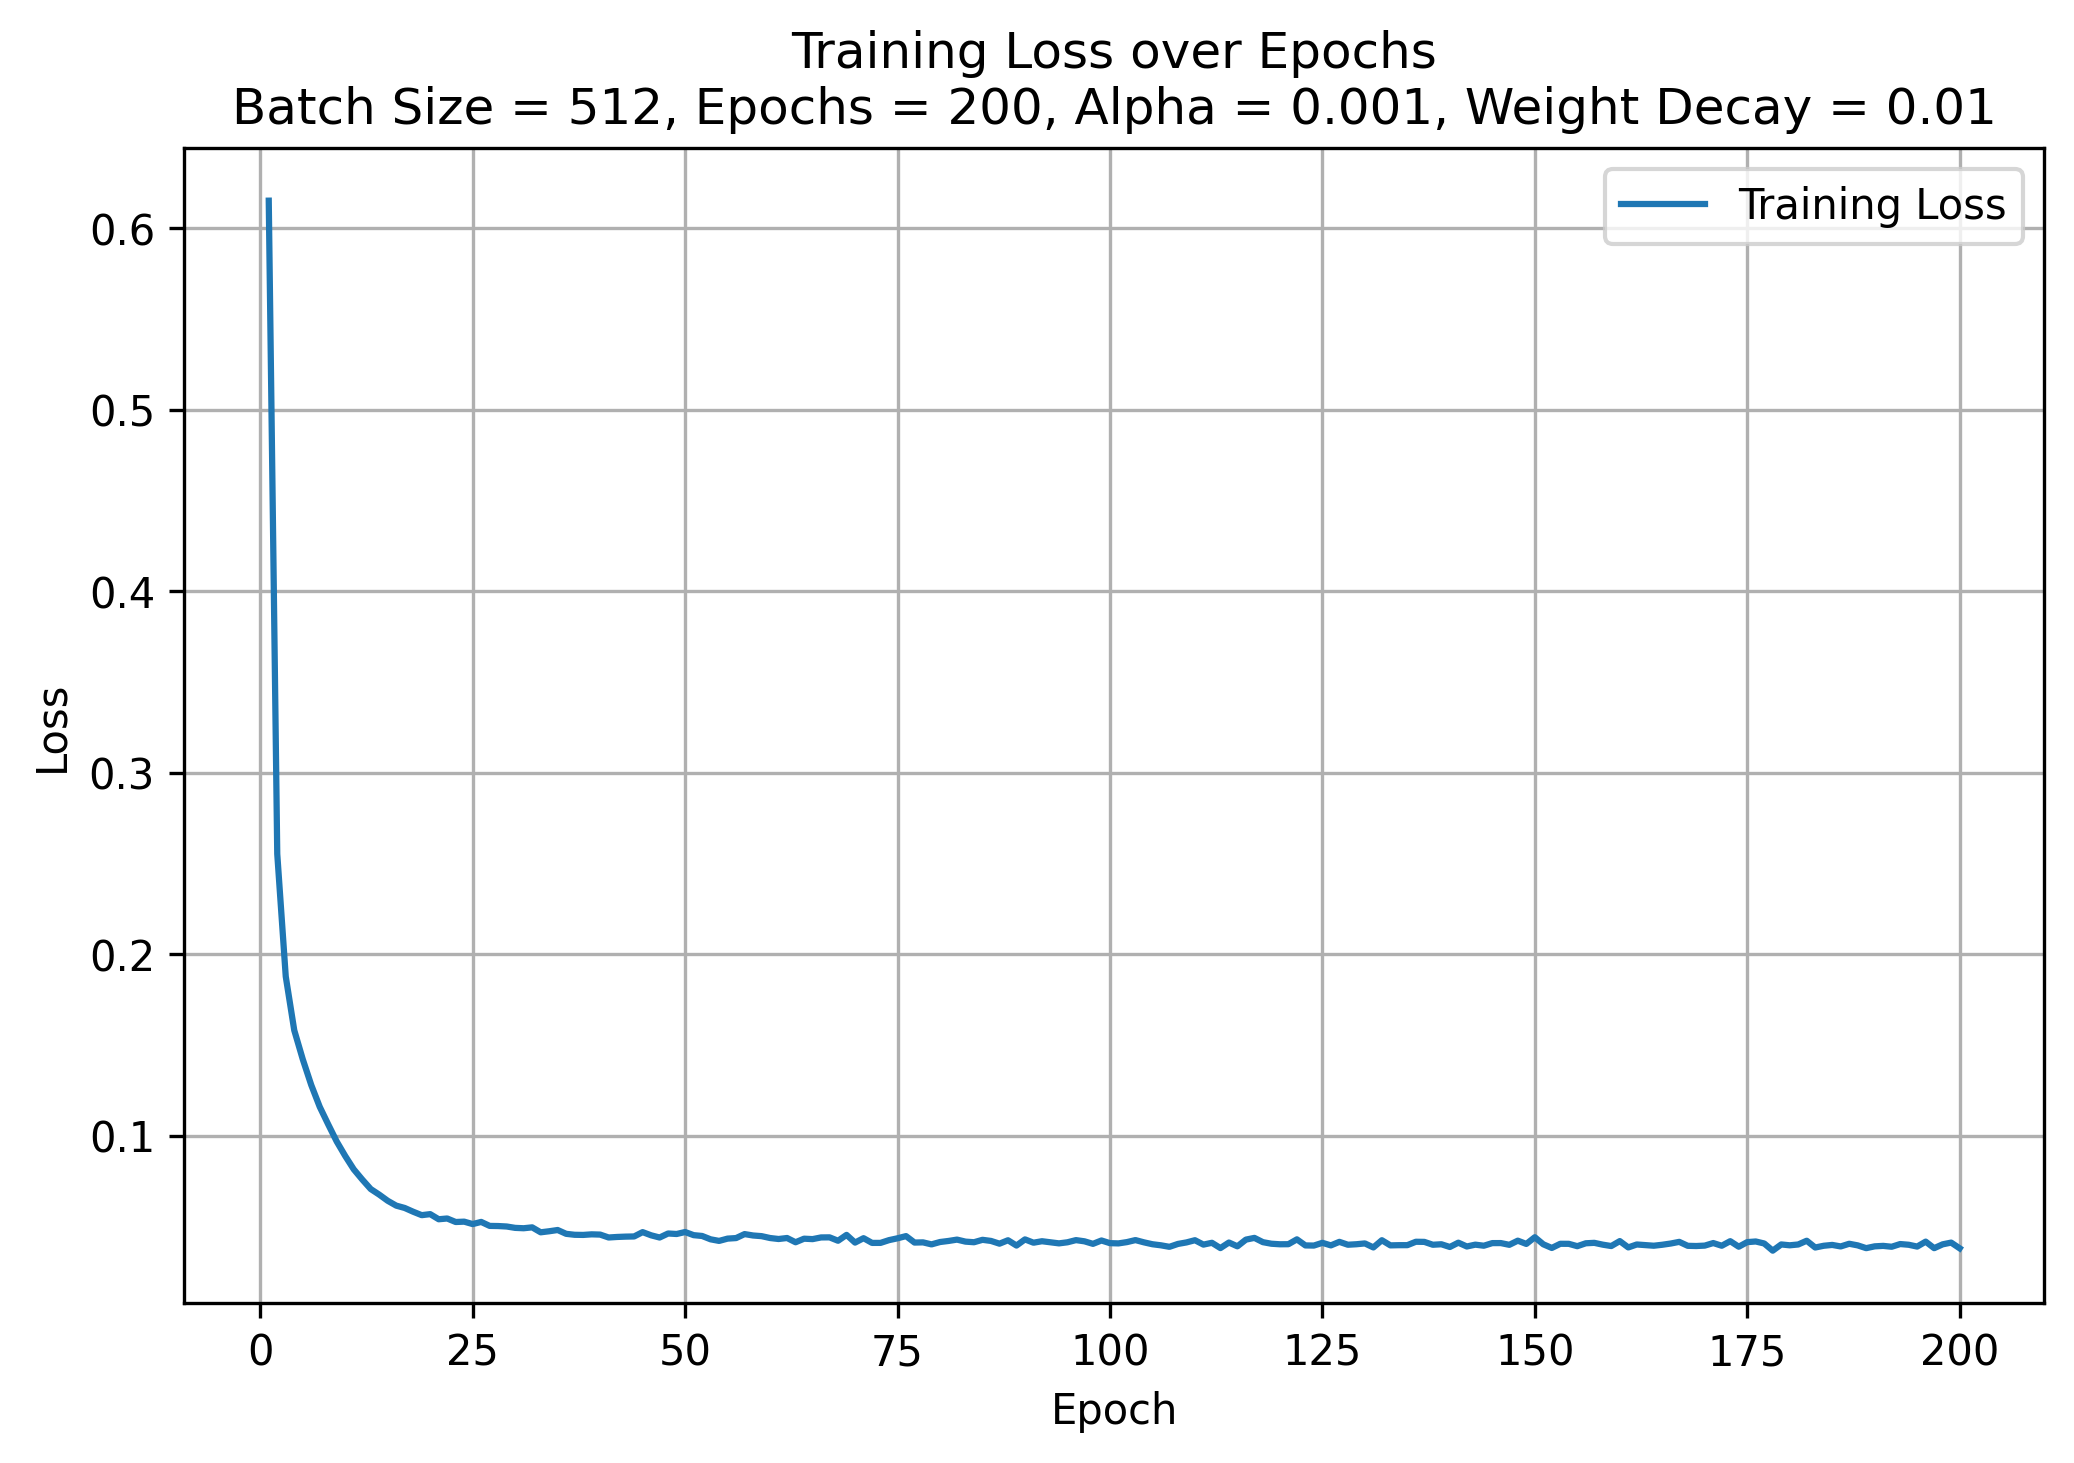 Training Loss over Epochs
Batch Size = 512, Epochs = 200, Alpha = 0.001, Weight Decay = 0.01
Training Loss
0.6
0.5
0.4
0.3
0.2
0.1
Loss
0 25 50 75 100 125 150 175 200
Epoch